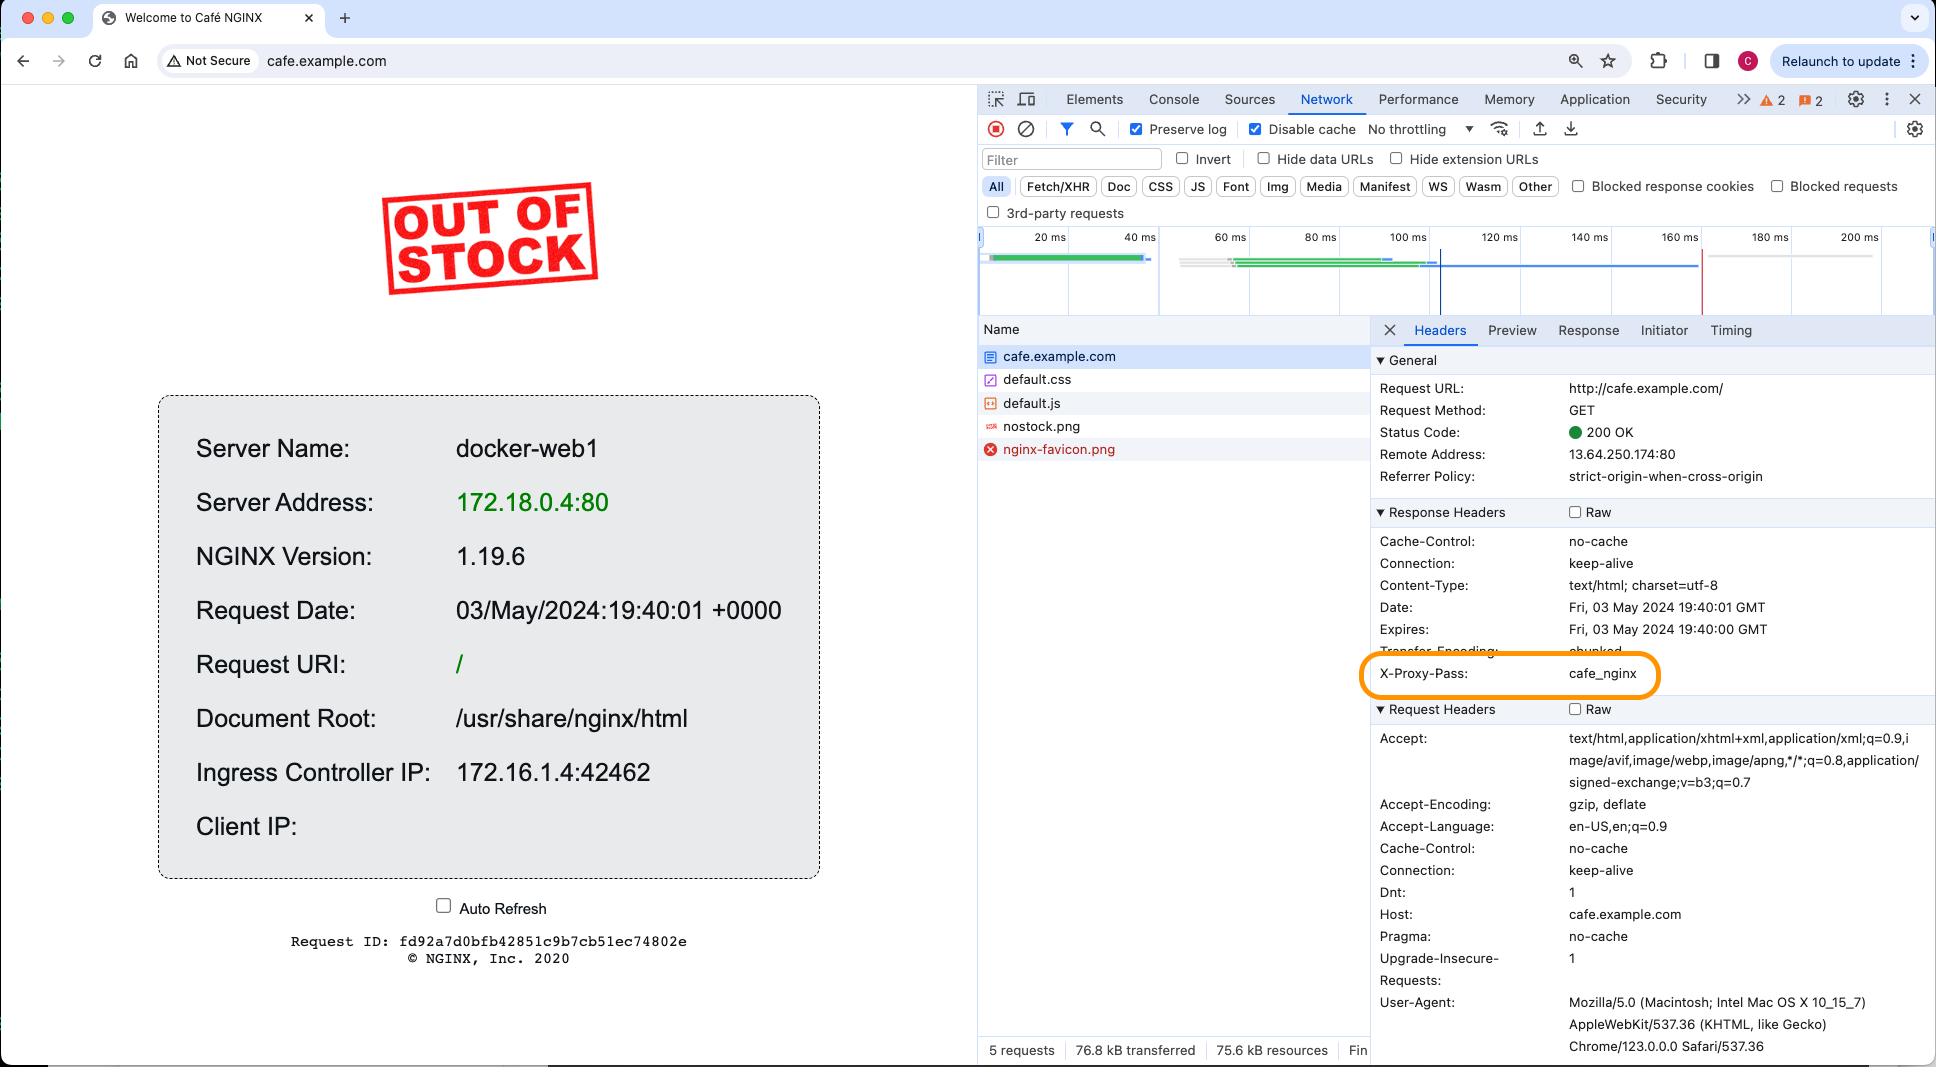 Welcome to Café NGINX
Not Secure
cafe.example.com
C
Relaunch to update
OUT OF
STOCK
Server Name: docker-web1
Server Address: 172.18.0.4:80
NGINX Version: 1.19.6
Request Date: 03/May/2024:19:40:01 +0000
Request URI: /
Document Root: /usr/share/nginx/html
Ingress Controller IP: 172.16.1.4:42462
Client IP:
Auto Refresh
Request ID: fd92a7d0bfb42851c9b7cb51ec74802e
© NGINX, Inc. 2020
Elements Console Sources Network Performance Memory Application Security 2 2
Preserve log Disable cache No throttling
Filter Invert Hide data URLs Hide extension URLs
All Fetch/XHR Doc CSS JS Font Img Media Manifest WS Wasm Other Blocked response cookies Blocked requests
3rd-party requests
20 ms 40 ms 60 ms 80 ms 100 ms 120 ms 140 ms 160 ms 180 ms 200 ms
Name
cafe.example.com
default.css
default.js
nostock.png
nginx-favicon.png
5 requests 76.8 kB transferred 75.6 kB resources Fin
Headers Preview Response Initiator Timing
General
Request URL: http://cafe.example.com/
Request Method: GET
Status Code: 200 OK
Remote Address: 13.64.250.174:80
Referrer Policy: strict-origin-when-cross-origin
Response Headers Raw
Cache-Control: no-cache
Connection: keep-alive
Content-Type: text/html; charset=utf-8
Date: Fri, 03 May 2024 19:40:01 GMT
Expires: Fri, 03 May 2024 19:40:00 GMT
Transfer-Encoding: chunked
X-Proxy-Pass: cafe_nginx
Request Headers Raw
Accept: text/html,application/xhtml+xml,application/xml;q=0.9,i
mage/avif,image/webp,image/apng,*/*;q=0.8,application/
signed-exchange;v=b3;q=0.7
Accept-Encoding: gzip, deflate
Accept-Language: en-US,en;q=0.9
Cache-Control: no-cache
Connection: keep-alive
Dnt: 1
Host: cafe.example.com
Pragma: no-cache
Upgrade-Insecure- 1
Requests:
User-Agent: Mozilla/5.0 (Macintosh; Intel Mac OS X 10_15_7)
AppleWebKit/537.36 (KHTML, like Gecko)
Chrome/123.0.0.0 Safari/537.36